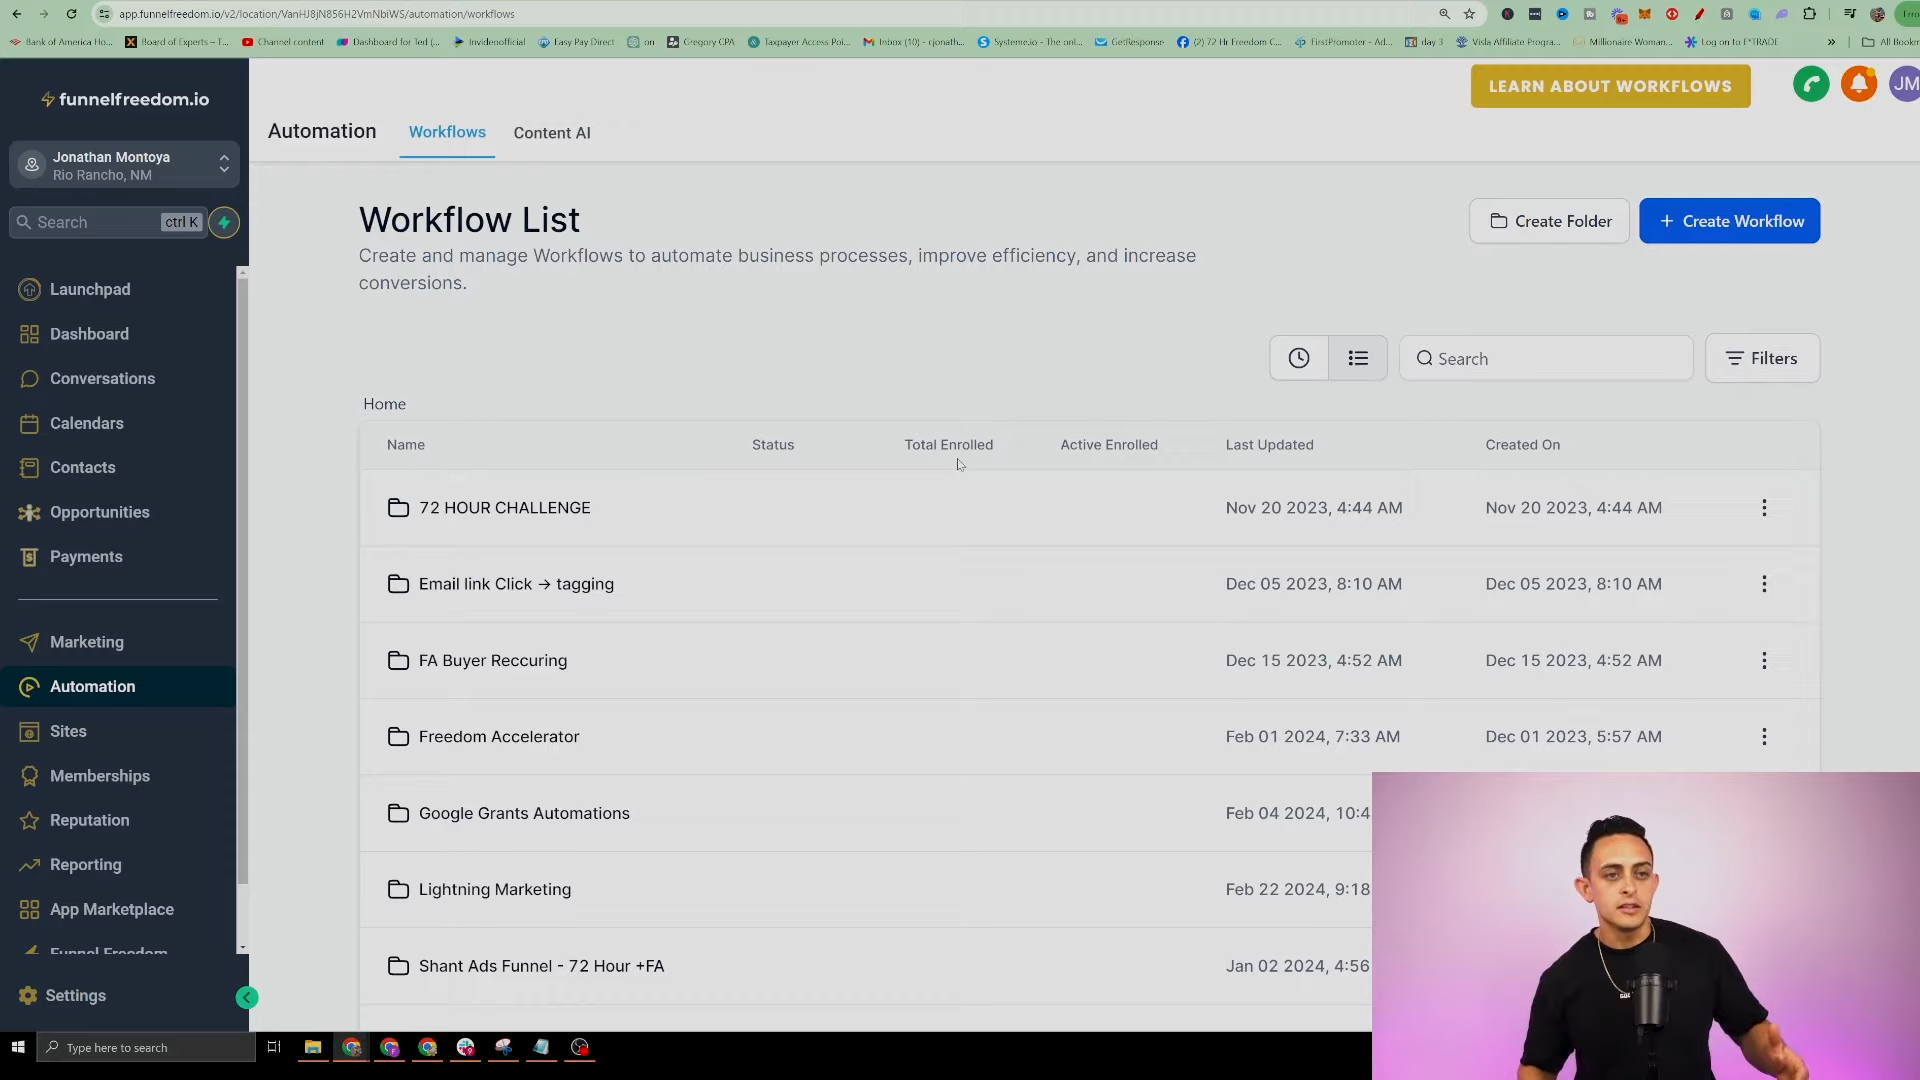 app.funnelfreedom.io/v2/location/VanHJ8jN856H2VmNbiWS/automation/workflows
Bank of America Ho...
Board of Experts – T...
Channel content
Dashboard for Ted (...
Invidenofficial
Easy Pay Direct
on
Gregory CPA
Taxpayer Access Poi...
Inbox (10) - cjonath...
Systeme.io - The onl...
GetResponse
(2) 72 Hr Freedom C...
FirstPromoter - Ad...
day 3
Visla Affiliate Progra...
Millionaire Woman...
Log on to E*TRADE
»
All Bookm
funnelfreedom.io
LEARN ABOUT WORKFLOWS
JM
Automation
Workflows
Content AI
Jonathan Montoya
Rio Rancho, NM
Search
ctrl K
Launchpad
Dashboard
Conversations
Calendars
Contacts
Opportunities
Payments
Marketing
Automation
Sites
Memberships
Reputation
Reporting
App Marketplace
Funnel Freedom
Settings
Workflow List
Create and manage Workflows to automate business processes, improve efficiency, and increase
conversions.
Create Folder
+ Create Workflow
Search
Filters
Home
Name Status Total Enrolled Active Enrolled Last Updated Created On
72 HOUR CHALLENGE Nov 20 2023, 4:44 AM Nov 20 2023, 4:44 AM
Email link Click -> tagging Dec 05 2023, 8:10 AM Dec 05 2023, 8:10 AM
FA Buyer Reccuring Dec 15 2023, 4:52 AM Dec 15 2023, 4:52 AM
Freedom Accelerator Feb 01 2024, 7:33 AM Dec 01 2023, 5:57 AM
Google Grants Automations Feb 04 2024, 10:4
Lightning Marketing Feb 22 2024, 9:18
Shant Ads Funnel - 72 Hour +FA Jan 02 2024, 4:56
Type here to search